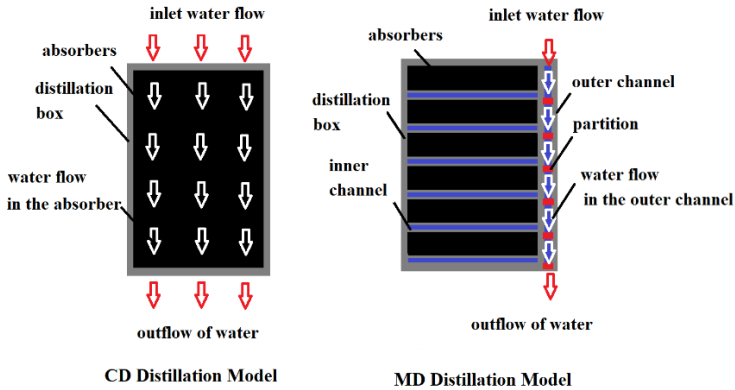 inlet water flow
absorbers
distillation
box
water flow
in the absorber
outflow of water
CD Distillation Model
inlet water flow
absorbers
outer channel
distillation
box
partition
inner
channel
water flow
in the outer channel
outflow of water
MD Distillation Model